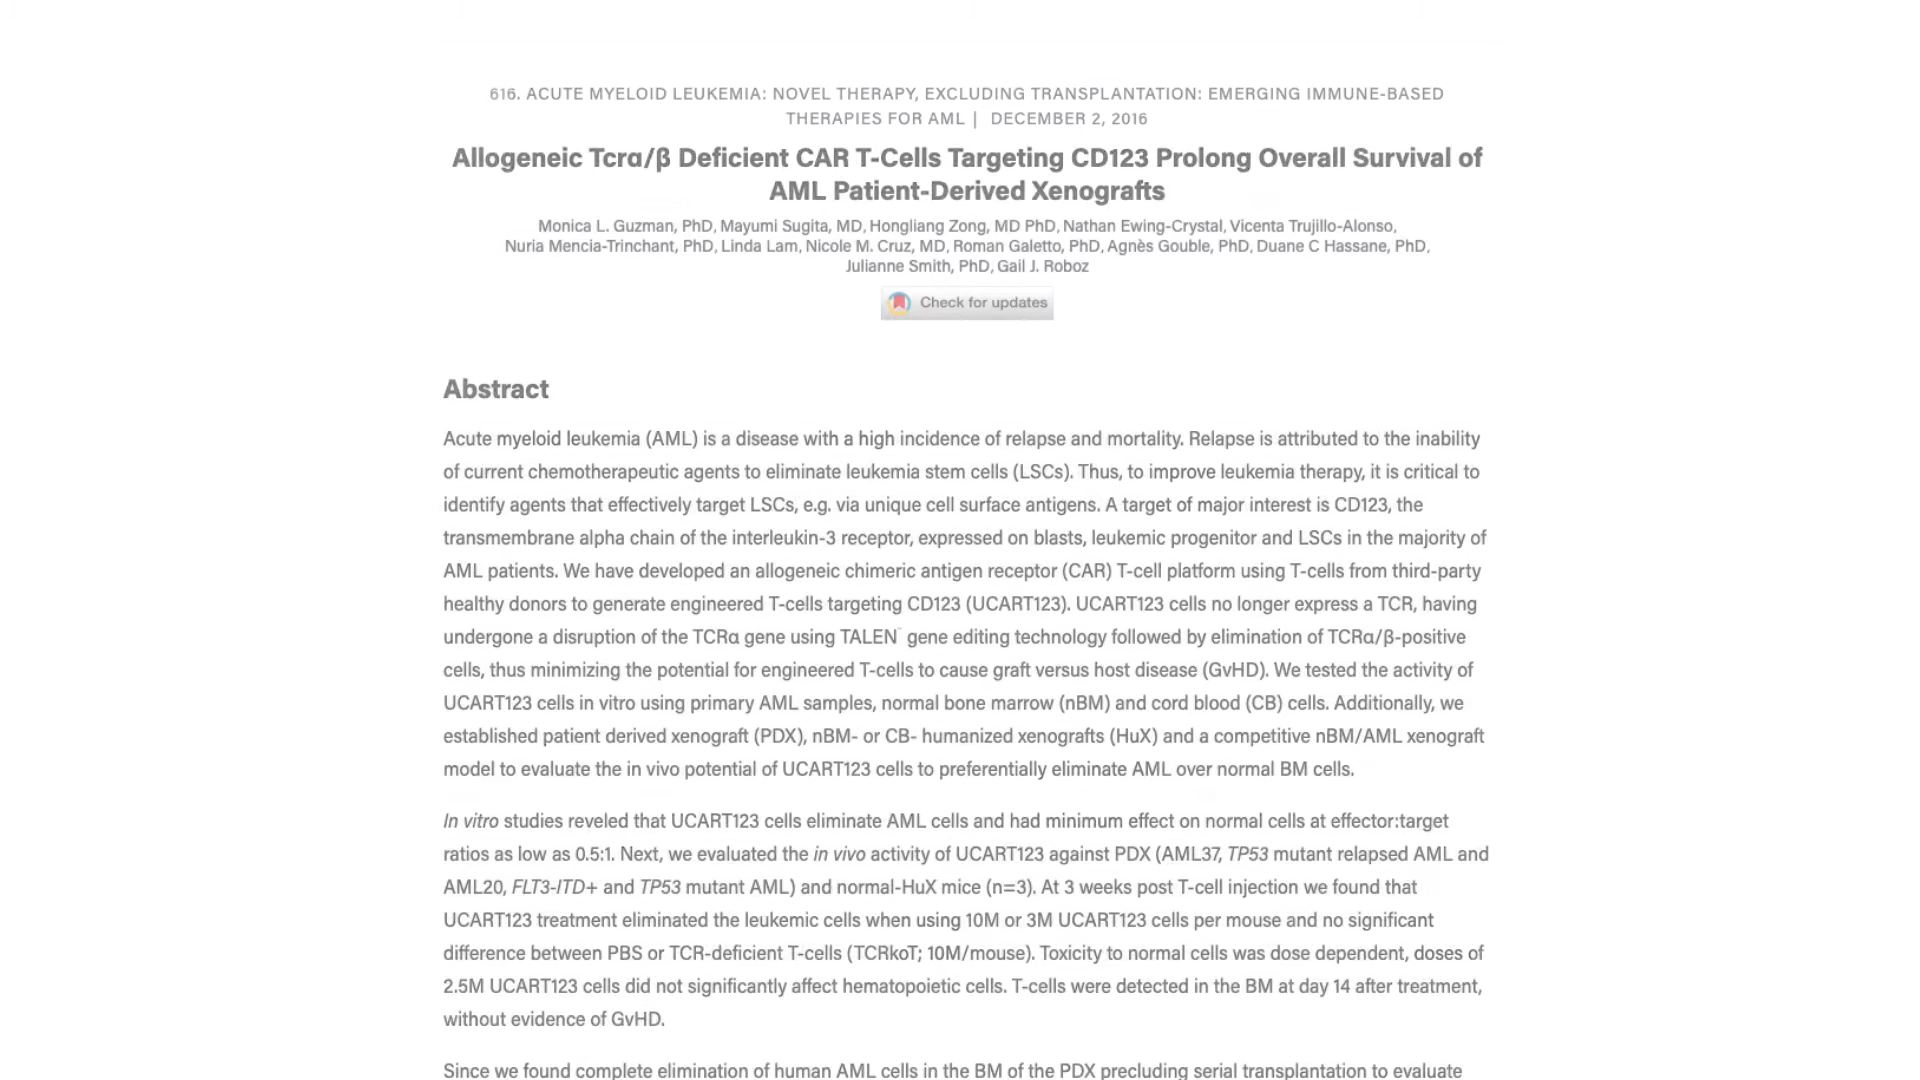 616. ACUTE MYELOID LEUKEMIA: NOVEL THERAPY, EXCLUDING TRANSPLANTATION: EMERGING IMMUNE-BASED
THERAPIES FOR AML | DECEMBER 2, 2016
Allogeneic Tcrα/β Deficient CAR T-Cells Targeting CD123 Prolong Overall Survival of
AML Patient-Derived Xenografts
Monica L. Guzman, PhD, Mayumi Sugita, MD, Hongliang Zong, MD PhD, Nathan Ewing-Crystal, Vicenta Trujillo-Alonso,
Nuria Mencia-Trinchant, PhD, Linda Lam, Nicole M. Cruz, MD, Roman Galetto, PhD, Agnès Gouble, PhD, Duane C Hassane, PhD,
Julianne Smith, PhD, Gail J. Roboz
Check for updates
Abstract
Acute myeloid leukemia (AML) is a disease with a high incidence of relapse and mortality. Relapse is attributed to the inability
of current chemotherapeutic agents to eliminate leukemia stem cells (LSCs). Thus, to improve leukemia therapy, it is critical to
identify agents that effectively target LSCs, e.g. via unique cell surface antigens. A target of major interest is CD123, the
transmembrane alpha chain of the interleukin-3 receptor, expressed on blasts, leukemic progenitor and LSCs in the majority of
AML patients. We have developed an allogeneic chimeric antigen receptor (CAR) T-cell platform using T-cells from third-party
healthy donors to generate engineered T-cells targeting CD123 (UCART123). UCART123 cells no longer express a TCR, having
undergone a disruption of the TCRα gene using TALEN™ gene editing technology followed by elimination of TCRα/β-positive
cells, thus minimizing the potential for engineered T-cells to cause graft versus host disease (GvHD). We tested the activity of
UCART123 cells in vitro using primary AML samples, normal bone marrow (nBM) and cord blood (CB) cells. Additionally, we
established patient derived xenograft (PDX), nBM- or CB- humanized xenografts (HuX) and a competitive nBM/AML xenograft
model to evaluate the in vivo potential of UCART123 cells to preferentially eliminate AML over normal BM cells.
In vitro studies reveled that UCART123 cells eliminate AML cells and had minimum effect on normal cells at effector:target
ratios as low as 0.5:1. Next, we evaluated the in vivo activity of UCART123 against PDX (AML37, TP53 mutant relapsed AML and
AML20, FLT3-ITD+ and TP53 mutant AML) and normal-HuX mice (n=3). At 3 weeks post T-cell injection we found that
UCART123 treatment eliminated the leukemic cells when using 10M or 3M UCART123 cells per mouse and no significant
difference between PBS or TCR-deficient T-cells (TCRkoT; 10M/mouse). Toxicity to normal cells was dose dependent, doses of
2.5M UCART123 cells did not significantly affect hematopoietic cells. T-cells were detected in the BM at day 14 after treatment,
without evidence of GvHD.
Since we found complete elimination of human AML cells in the BM of the PDX precluding serial transplantation to evaluate